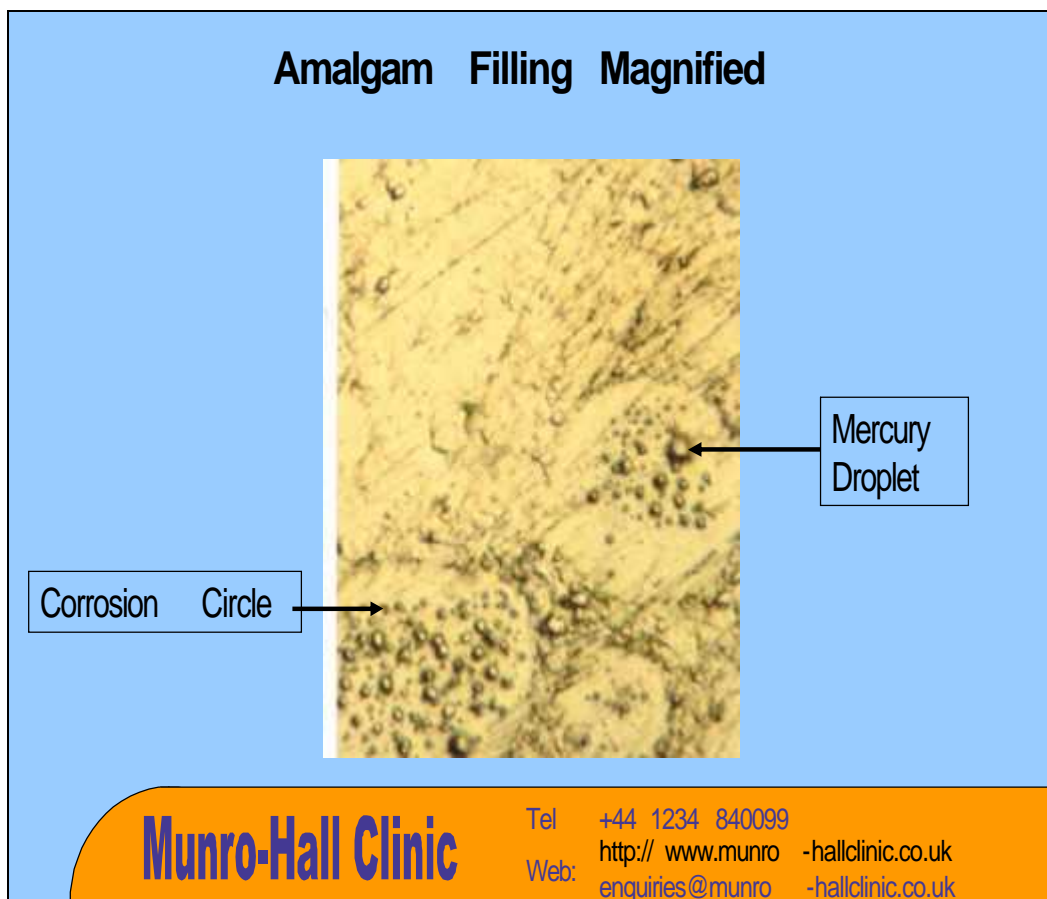 Amalgam Filling Magnified
Mercury
Droplet
Corrosion Circle
Munro-Hall Clinic
Tel +44 1234 840099
Web: http:// www.munro -hallclinic.co.uk
enquiries@munro -hallclinic.co.uk